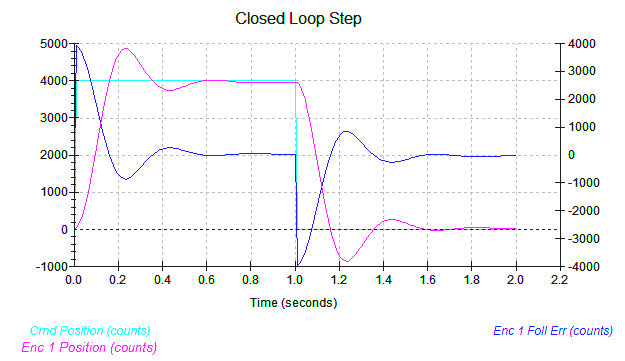 Closed Loop Step
5000 4000
4000 3000
2000
3000 1000
2000 0
1000 -1000
-2000
0 -3000
-1000 -4000
0.0 0.2 0.4 0.6 0.8 1.0 1.2 1.4 1.6 1.8 2.0 2.2
Time (seconds)
Cmd Position (counts) Enc 1 Foll Err (counts)
Enc 1 Position (counts)